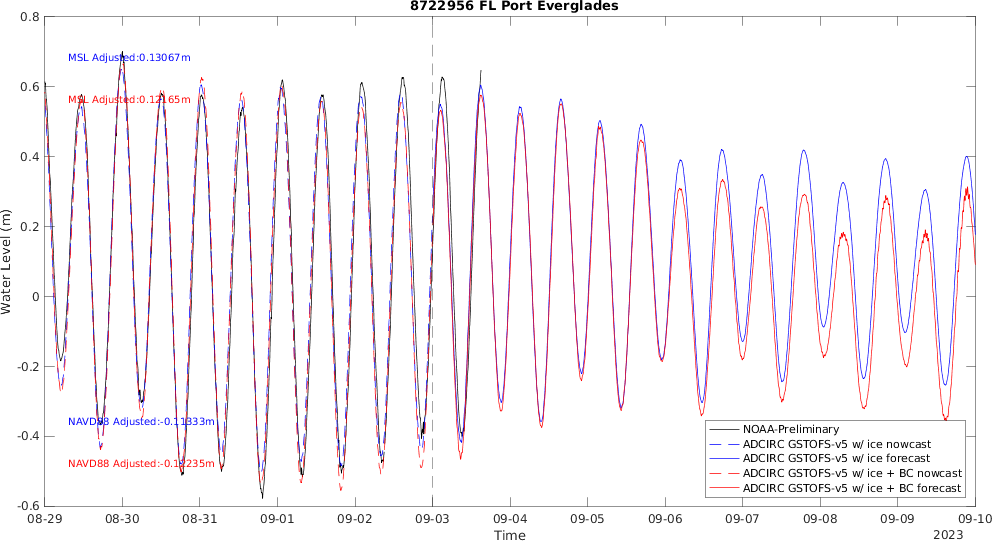 8722956 FL Port Everglades
0.8
0.6
0.4
0.2
0
-0.2
-0.4
-0.6
Water Level (m)
MSL Adjusted:0.13067m
MSL Adjusted:0.12165m
NAVD88 Adjusted:-0.11333m
NAVD88 Adjusted:-0.12235m
NOAA-Preliminary
ADCIRC GSTOFS-v5 w/ ice nowcast
ADCIRC GSTOFS-v5 w/ ice forecast
ADCIRC GSTOFS-v5 w/ ice + BC nowcast
ADCIRC GSTOFS-v5 w/ ice + BC forecast
08-29 08-30 08-31 09-01 09-02 09-03 09-04 09-05 09-06 09-07 09-08 09-09 09-10
Time
2023